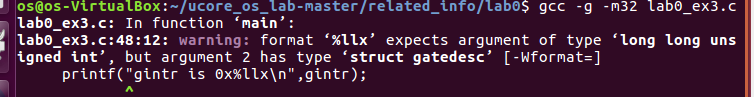 os@os-VirtualBox:~/ucore_os_lab-master/related_info/lab0$ gcc -g -m32 lab0_ex3.c
lab0_ex3.c: In function ‘main’:
lab0_ex3.c:48:12: warning: format ‘%llx’ expects argument of type ‘long long uns
igned int’, but argument 2 has type ‘struct gatedesc’ [-Wformat=]
    printf("gintr is 0x%llx\n",gintr);
           ^